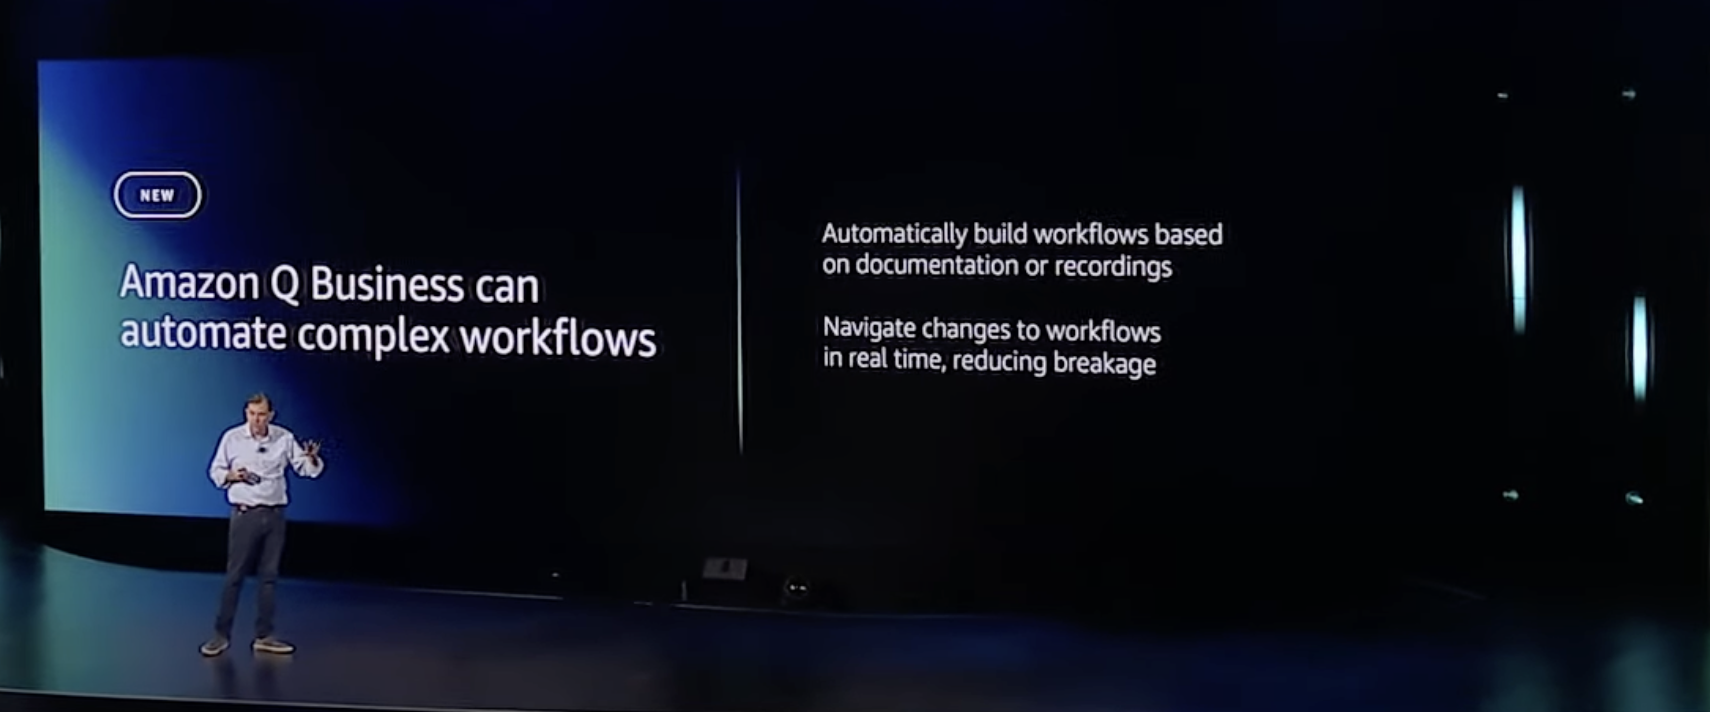 NEW
Amazon Q Business can
automate complex workflows
Automatically build workflows based
on documentation or recordings
Navigate changes to workflows
in real time, reducing breakage